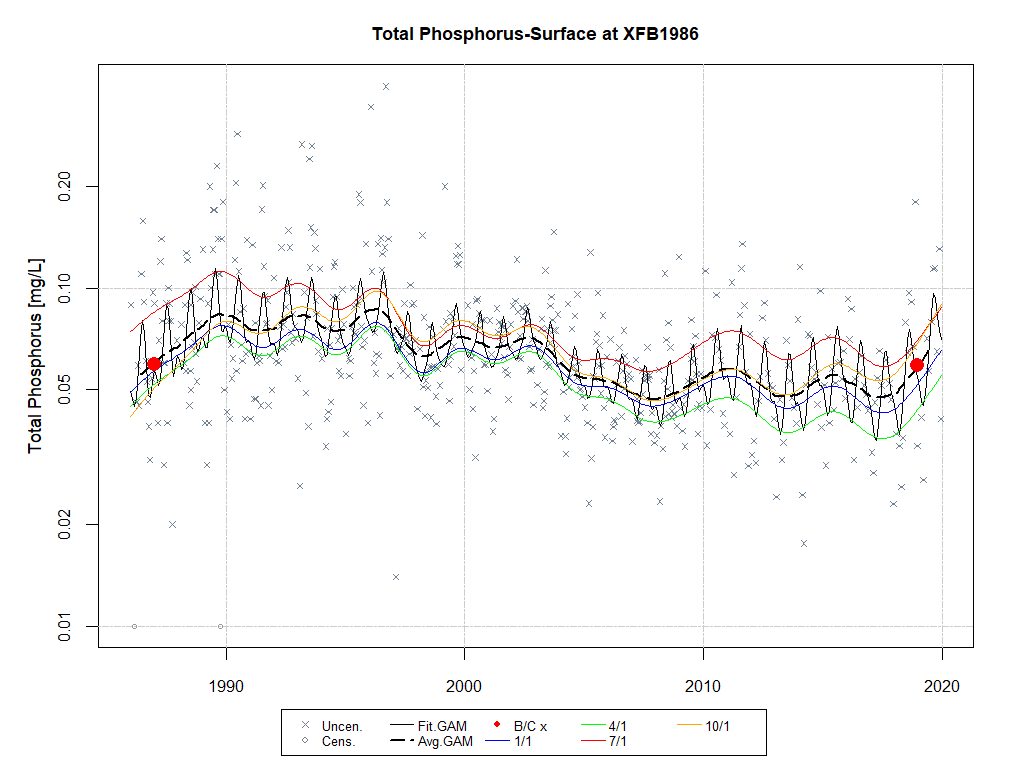 Total Phosphorus-Surface at XFB1986
Total Phosphorus [mg/L]
0.20
0.10
0.05
0.02
0.01
1990 2000 2010 2020
Uncen. Fit.GAM B/C x 4/1 10/1
Cens. Avg.GAM 1/1 7/1